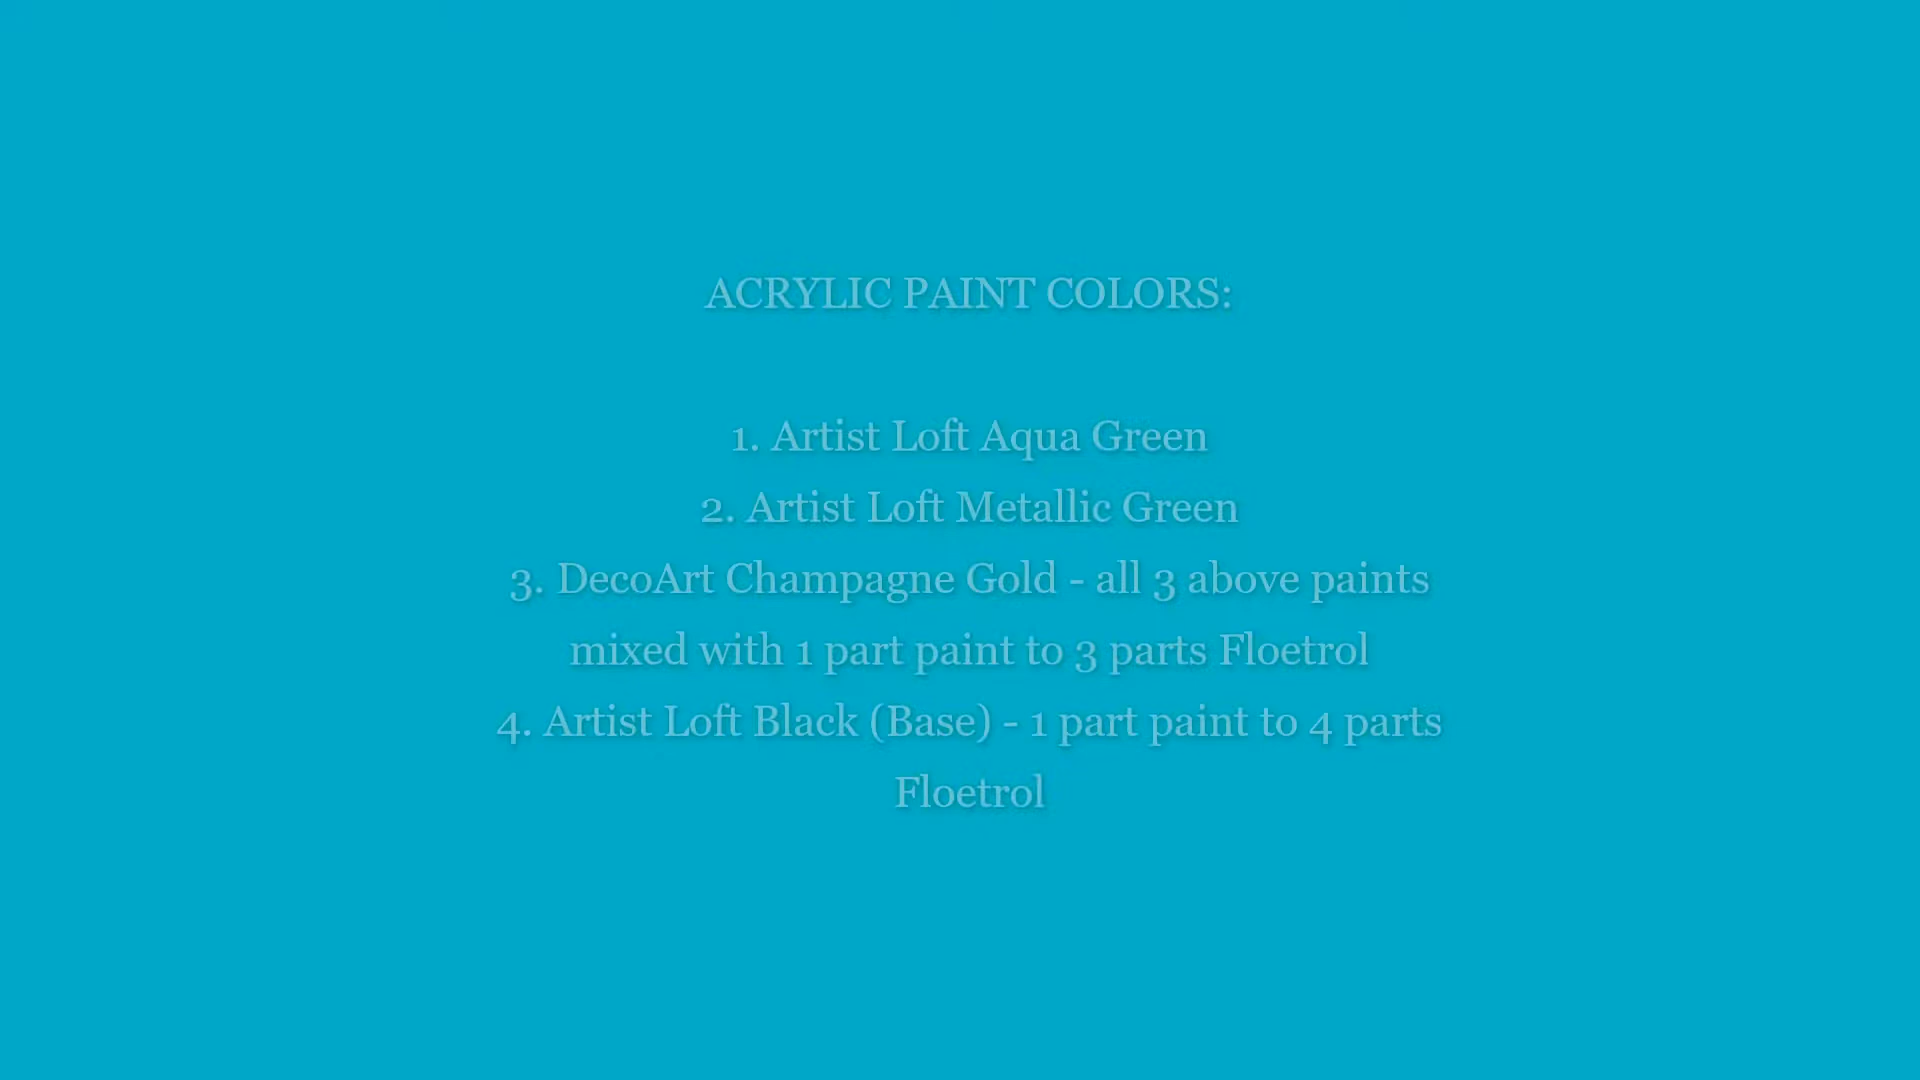 ACRYLIC PAINT COLORS:
1. Artist Loft Aqua Green
2. Artist Loft Metallic Green
3. DecoArt Champagne Gold - all 3 above paints
mixed with 1 part paint to 3 parts Floetrol
4. Artist Loft Black (Base) - 1 part paint to 4 parts
Floetrol